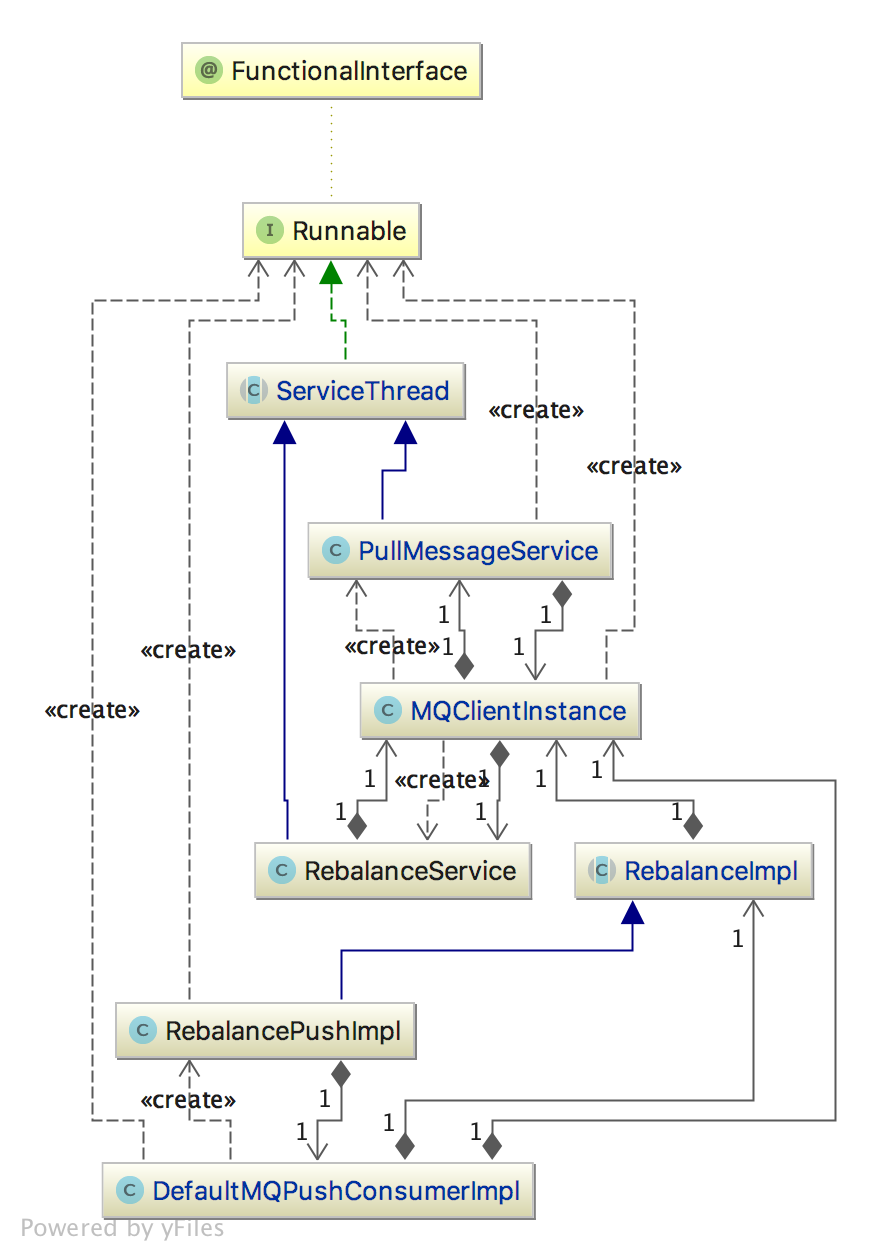 @ FunctionalInterface
I Runnable
C ServiceThread
«create»
«create»
C PullMessageService
1
1
«create»
1
1
«create»
C MQClientInstance
«create»
1
1
«create»
1
1
1
1
1
C RebalanceService
C RebalanceImpl
1
C RebalancePushImpl
«create»
1
1
1
1
C DefaultMQPushConsumerImpl
Powered by yFiles